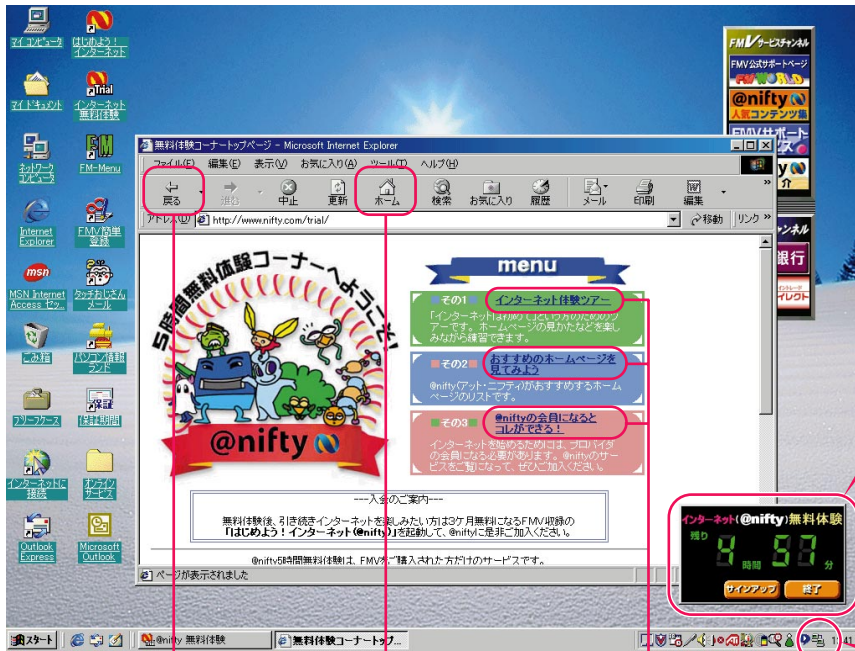 マイ コンピュータ
はじめよう！
インターネット
マイ ドキュメント
インターネット
無料体験
ネットワーク
コンピュータ
FM-Menu
Internet
Explorer
FMV簡単
登録
MSN Internet
Access セッ...
タッチおじさん
メール
ごみ箱
パソコン情報
ランド
ブリーフケース
保証期間
インターネットに
接続
オンライン
サービス
Outlook
Express
Microsoft
Outlook
Trial
msn
FMVサービスチャンネル
FMV公式サポートページ
FMWORLD
@nifty
人気コンテンツ集
FMVサポート
銀行
無料体験コーナートップページ - Microsoft Internet Explorer
ファイル(F) 編集(E) 表示(V) お気に入り(A) ツール(T) ヘルプ(H)
戻る 進む 中止 更新 ホーム 検索 お気に入り 履歴 メール 印刷 編集
アドレス(D) http://www.nifty.com/trial/ 移動 リンク
5時間無料体験コーナーへようこそ！
@nifty
menu
その1 インターネット体験ツアー
「インターネットは初めて」という方のためのツ
アーです。ホームページの見かたなどを楽し
みながら練習できます。
その2 おすすめのホームページを
見てみよう
@nifty(アット・ニフティ)がおすすめするホーム
ページのリストです。
その3 @niftyの会員になると
コレができる！
インターネットを始めるためには、プロバイダ
の会員になる必要があります。@niftyのサー
ビスをご覧になって、ぜひご加入ください。
---入会のご案内---
無料体験後、引き続きインターネットを楽しみたい方は3ケ月無料になるFMV収録の
「はじめよう！インターネット(@nifty)」を起動して、@niftyに是非ご加入ください。
@nifty5時間無料体験は、FMVをご購入された方だけのサービスです。
ページが表示されました
インターネット(@nifty)無料体験
残り 4 時間 57 分
サインアップ 終了
スタート @nifty 無料体験 無料体験コーナートップ...